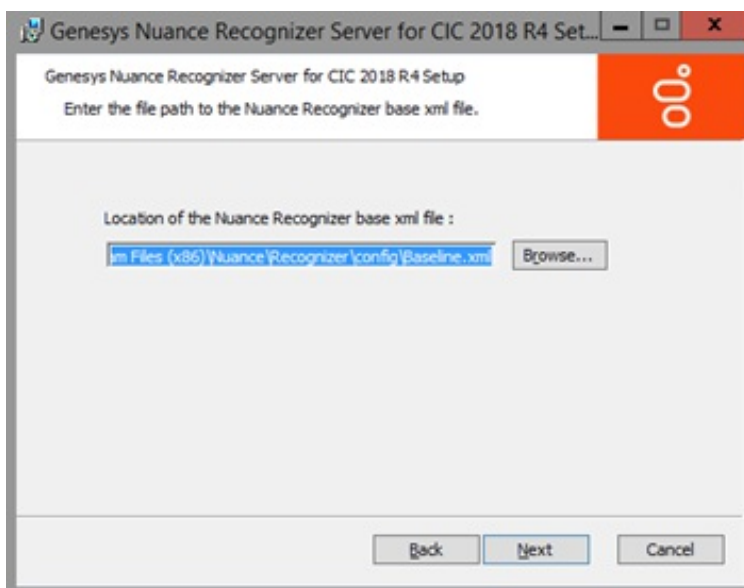 Genesys Nuance Recognizer Server for CIC 2018 R4 Set...
Genesys Nuance Recognizer Server for CIC 2018 R4 Setup
Enter the file path to the Nuance Recognizer base xml file.
Location of the Nuance Recognizer base xml file :
am Files (x86)\Nuance\Recognizer\config\Baseline.xml
Browse...
Back
Next
Cancel